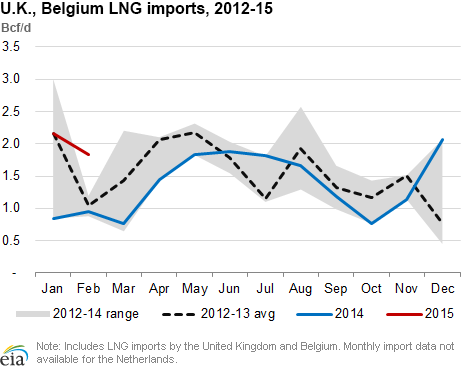 U.K., Belgium LNG imports, 2012-15
Bcf/d
3.5
3.0
2.5
2.0
1.5
1.0
0.5
-
Jan Feb Mar Apr May Jun Jul Aug Sep Oct Nov Dec
2012-14 range 2012-13 avg 2014 2015
eia Note: Includes LNG imports by the United Kingdom and Belgium. Monthly import data not
available for the Netherlands.